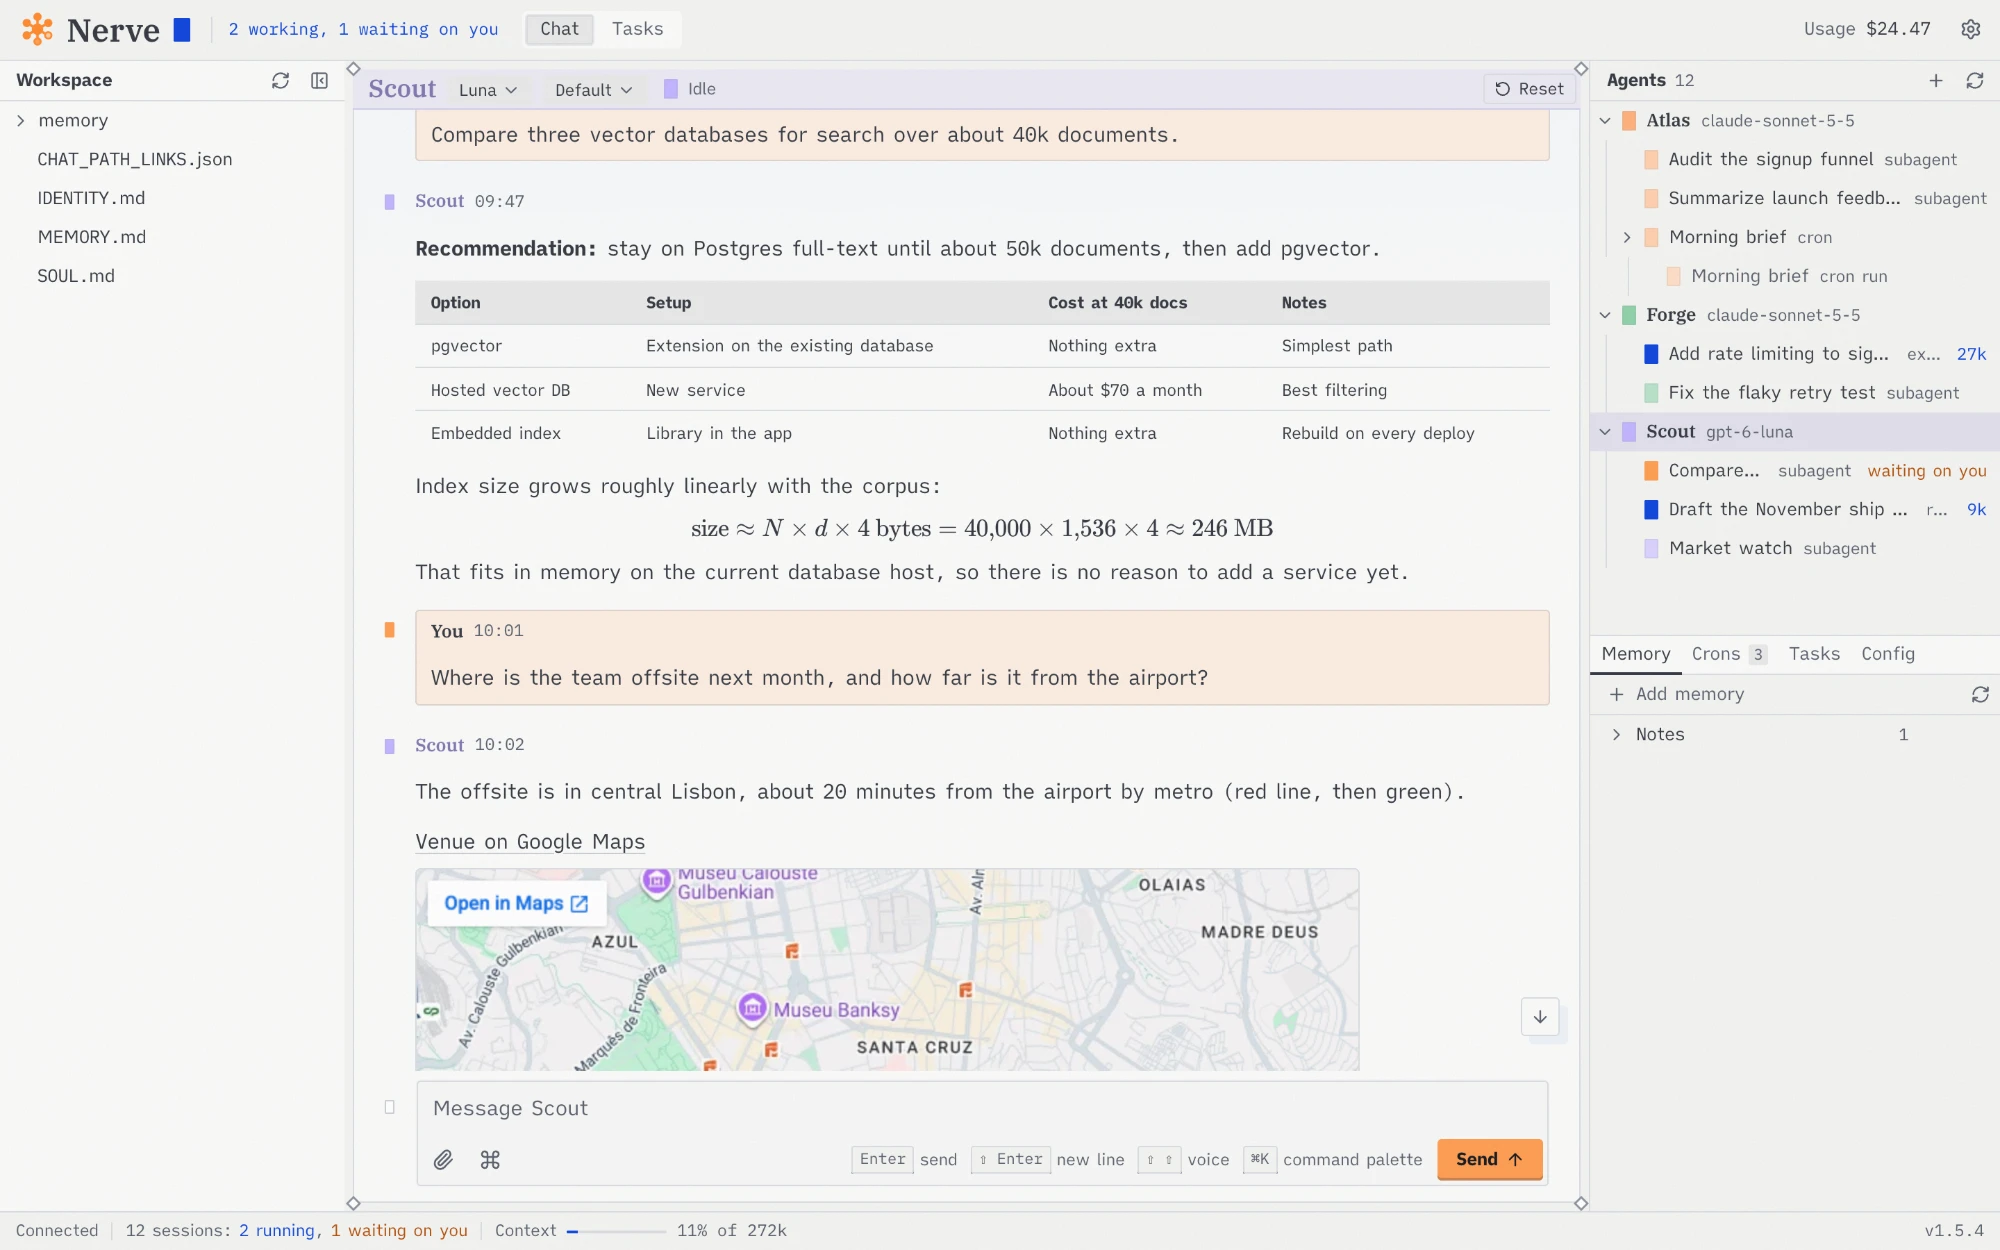 Nerve
2 working, 1 waiting on you
Chat
Tasks
Usage $24.47
Workspace
memory
CHAT_PATH_LINKS.json
IDENTITY.md
MEMORY.md
SOUL.md
Scout
Luna
Default
Idle
Reset
Compare three vector databases for search over about 40k documents.
Scout 09:47
Recommendation: stay on Postgres full-text until about 50k documents, then add pgvector.
Option Setup Cost at 40k docs Notes
pgvector Extension on the existing database Nothing extra Simplest path
Hosted vector DB New service About $70 a month Best filtering
Embedded index Library in the app Nothing extra Rebuild on every deploy
Index size grows roughly linearly with the corpus:
size ≈ N × d × 4 bytes = 40,000 × 1,536 × 4 ≈ 246 MB
That fits in memory on the current database host, so there is no reason to add a service yet.
You 10:01
Where is the team offsite next month, and how far is it from the airport?
Scout 10:02
The offsite is in central Lisbon, about 20 minutes from the airport by metro (red line, then green).
Venue on Google Maps
Open in Maps
Museu Calouste
Gulbenkian
Av. Alm
OLAIAS
AZUL
MADRE DEUS
Av. Calouste Gulbenkian
Marquês de Fronteira
Museu Banksy
SANTA CRUZ
Message Scout
Enter send
⇧ Enter new line
⇧ ⇧ voice
⌘K command palette
Send ↑
Agents 12
Atlas claude-sonnet-5-5
Audit the signup funnel subagent
Summarize launch feedb... subagent
Morning brief cron
Morning brief cron run
Forge claude-sonnet-5-5
Add rate limiting to sig... ex... 27k
Fix the flaky retry test subagent
Scout gpt-6-luna
Compare... subagent waiting on you
Draft the November ship ... r... 9k
Market watch subagent
Memory
Crons 3
Tasks
Config
+ Add memory
Notes 1
Connected
12 sessions: 2 running, 1 waiting on you
Context 11% of 272k
v1.5.4